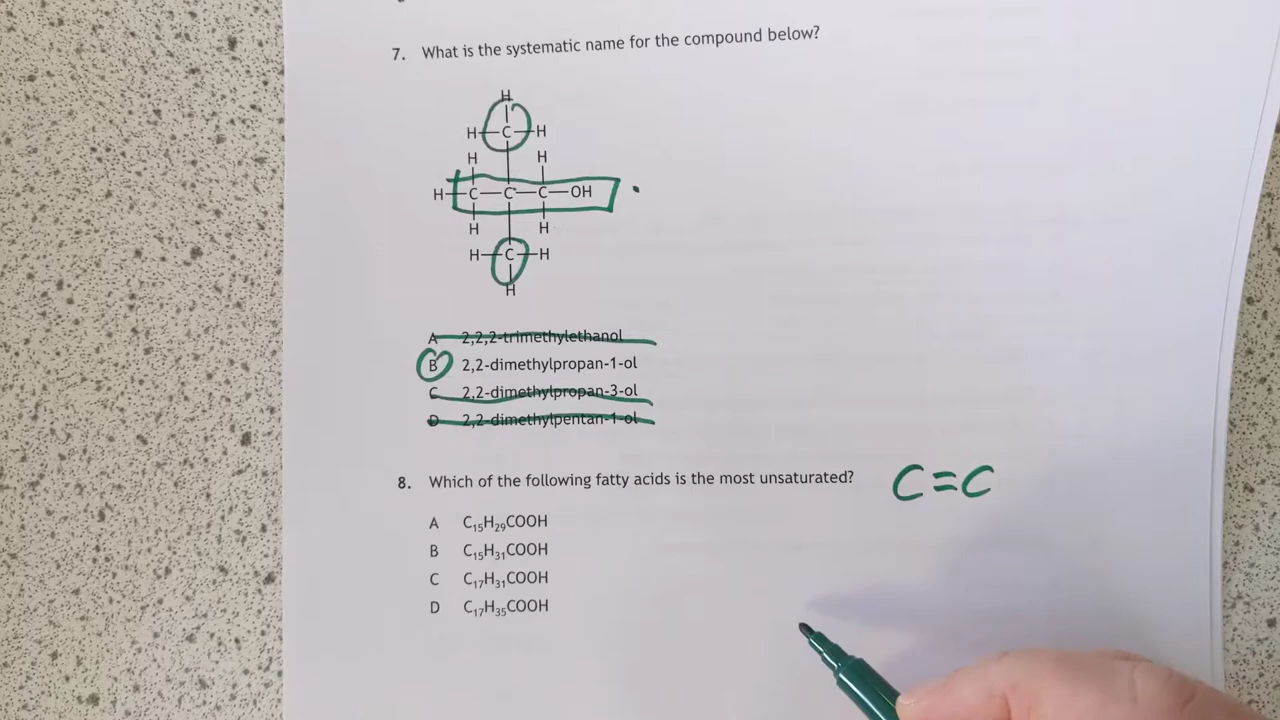 7. What is the systematic name for the compound below?
H
H—C—H
H H
H—C—C—C—OH
H H
H—C—H
H
A 2,2,2-trimethylethanol
B 2,2-dimethylpropan-1-ol
C 2,2-dimethylpropan-3-ol
D 2,2-dimethylpentan-1-ol
8. Which of the following fatty acids is the most unsaturated? C=C
A C₁₅H₂₉COOH
B C₁₅H₃₁COOH
C C₁₇H₃₁COOH
D C₁₇H₃₅COOH